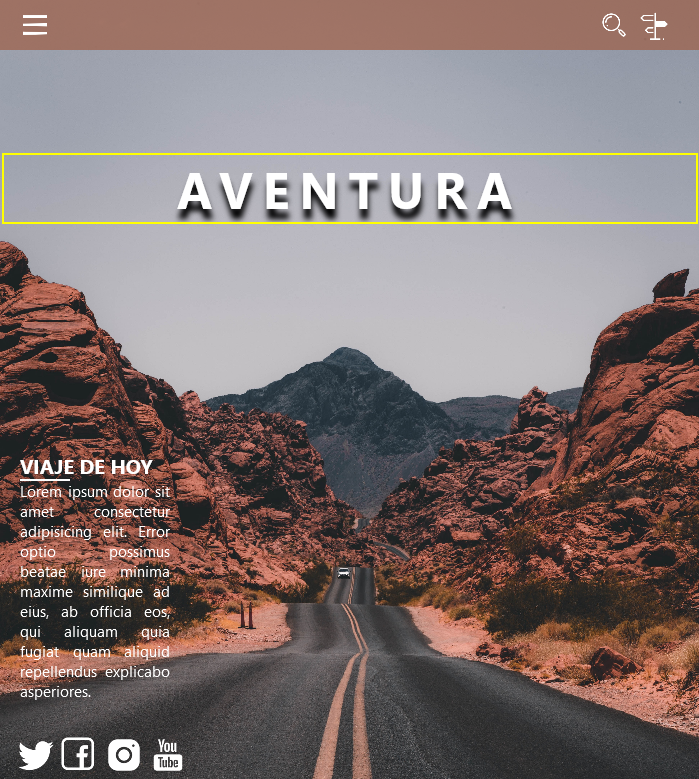 AVENTURA
VIAJE DE HOY
Lorem ipsum dolor sit
amet consectetur
adipisicing elit. Error
optio possimus
beatae iure minima
maxime similique ad
eius, ab officia eos,
qui aliquam quia
fugiat quam aliquid
repellendus explicabo
asperiores.
You
Tube